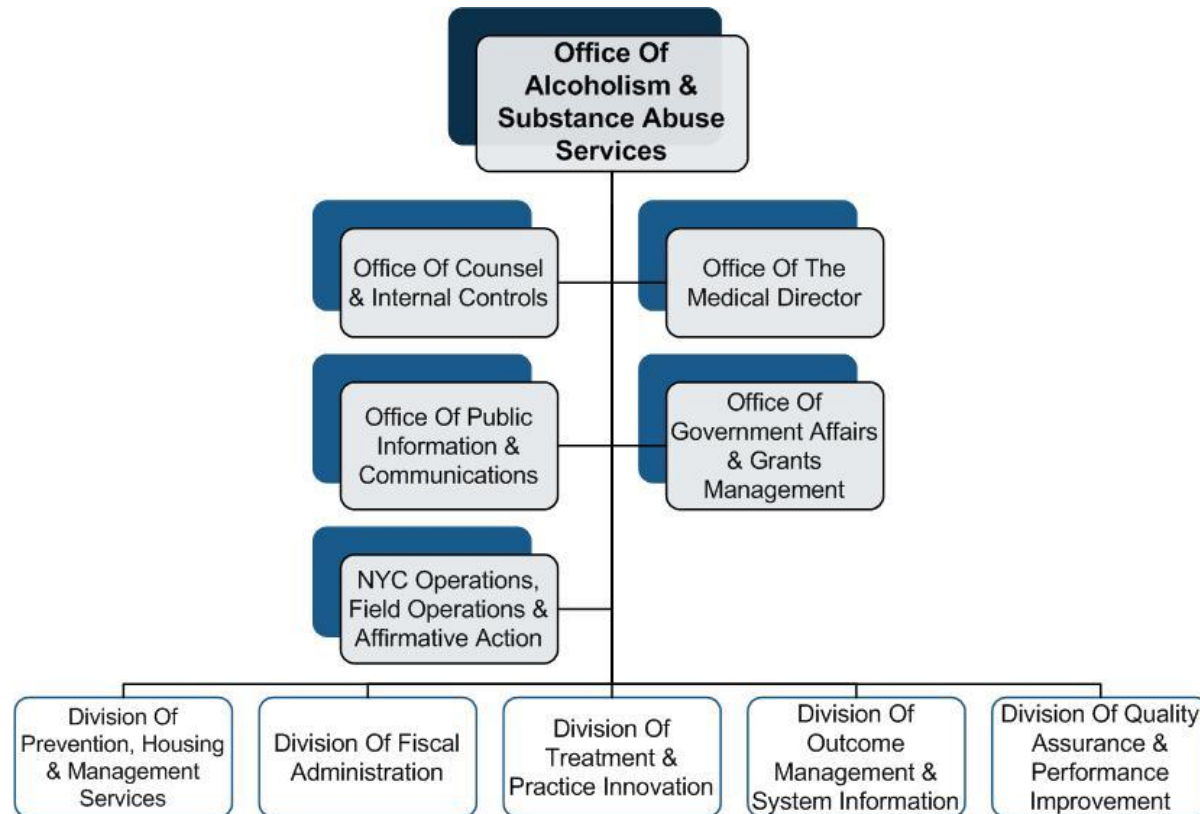 Office Of
Alcoholism &
Substance Abuse
Services
Office Of Counsel
& Internal Controls
Office Of The
Medical Director
Office Of Public
Information &
Communications
Office Of
Government Affairs
& Grants
Management
NYC Operations,
Field Operations &
Affirmative Action
Division Of
Prevention, Housing
& Management
Services
Division Of Fiscal
Administration
Division Of
Treatment &
Practice Innovation
Division Of
Outcome
Management &
System Information
Division Of Quality
Assurance &
Performance
Improvement